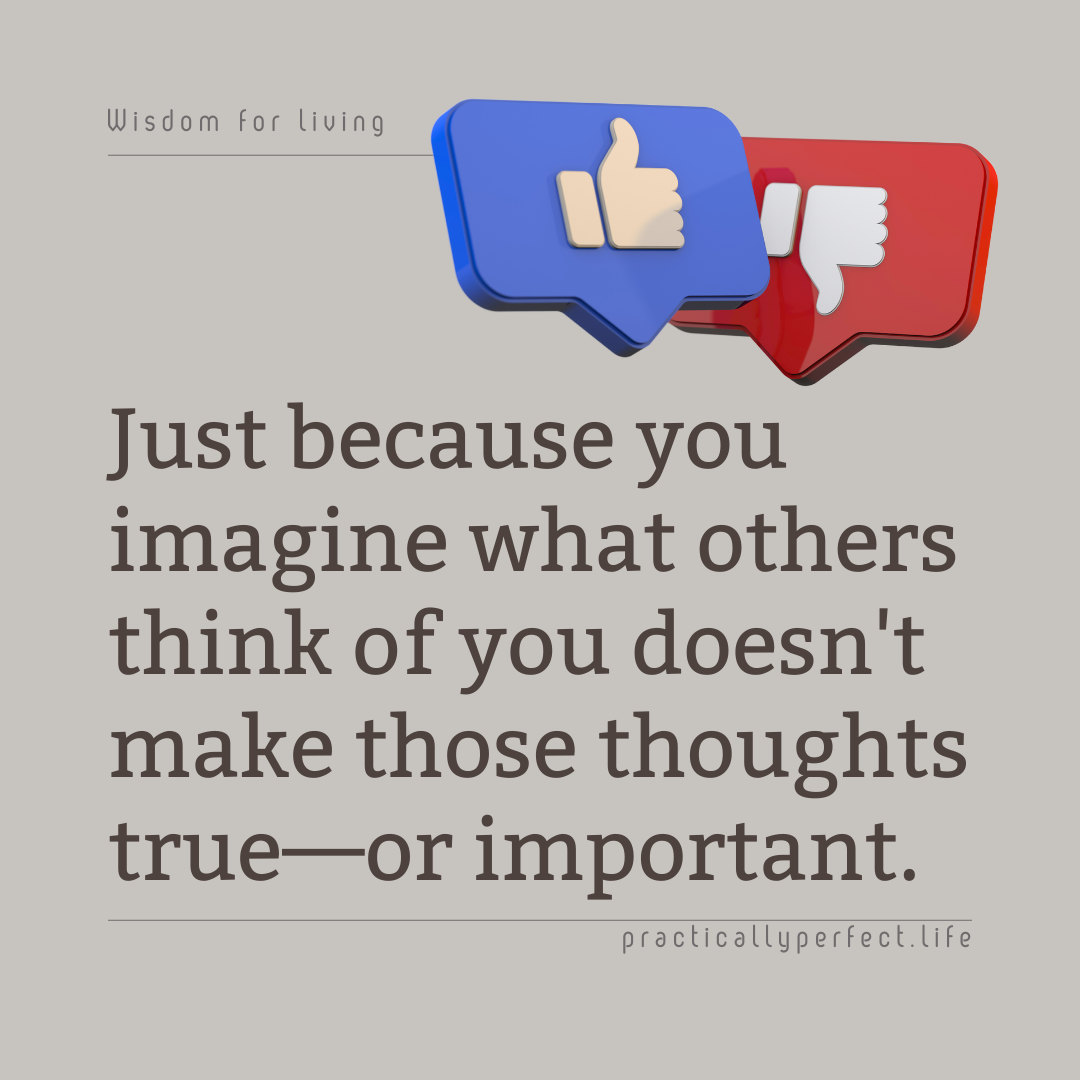 Wisdom for living
Just because you
imagine what others
think of you doesn't
make those thoughts
true—or important.
practicallyperfect.life